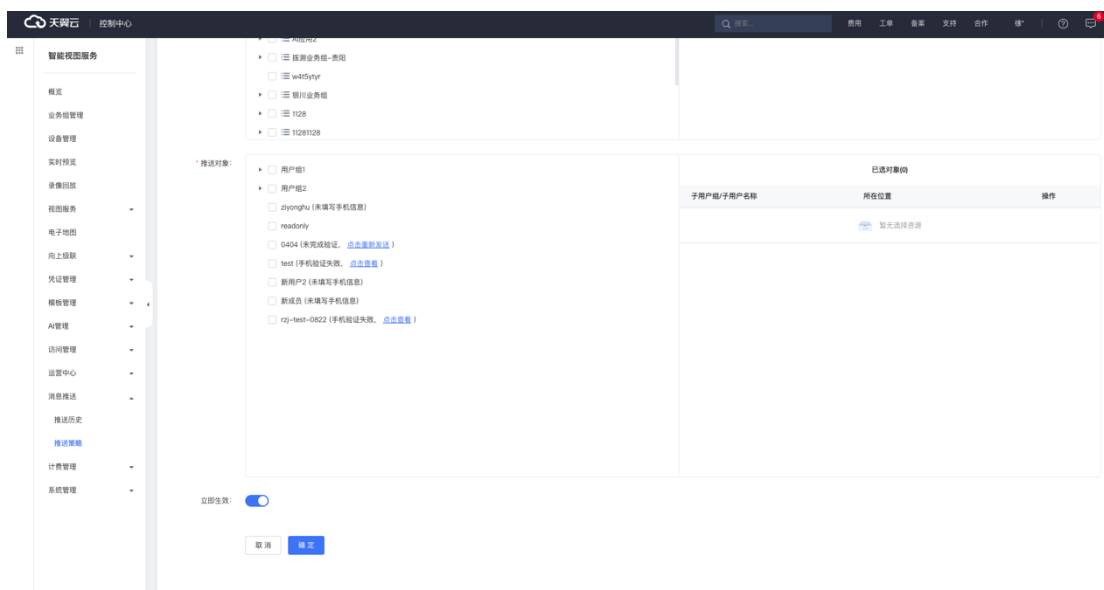 天翼云 控制中心 搜索... 费用 工单 备案 支持 合作 6
智能视图服务
概览
业务组管理
设备管理
实时预览
录像回放
视图服务
电子地图
向上级联
凭证管理
模板管理
AI管理
访问管理
运营中心
消息推送
推送历史
推送策略
计费管理
系统管理
AI应用2
拨测业务组-贵阳
w4t5ytyr
银川业务组
1128
11281128
* 推送对象:
用户组1
用户组2
ziyonghu (未填写手机信息)
readonly
0404 (未完成验证, 点击重新发送 )
test (手机验证失败, 点击查看 )
新用户2 (未填写手机信息)
新成员 (未填写手机信息)
rzj-test-0822 (手机验证失败, 点击查看 )
已选对象(0)
子用户组/子用户名称 所在位置 操作
暂无选择资源
立即生效:
取消 确定